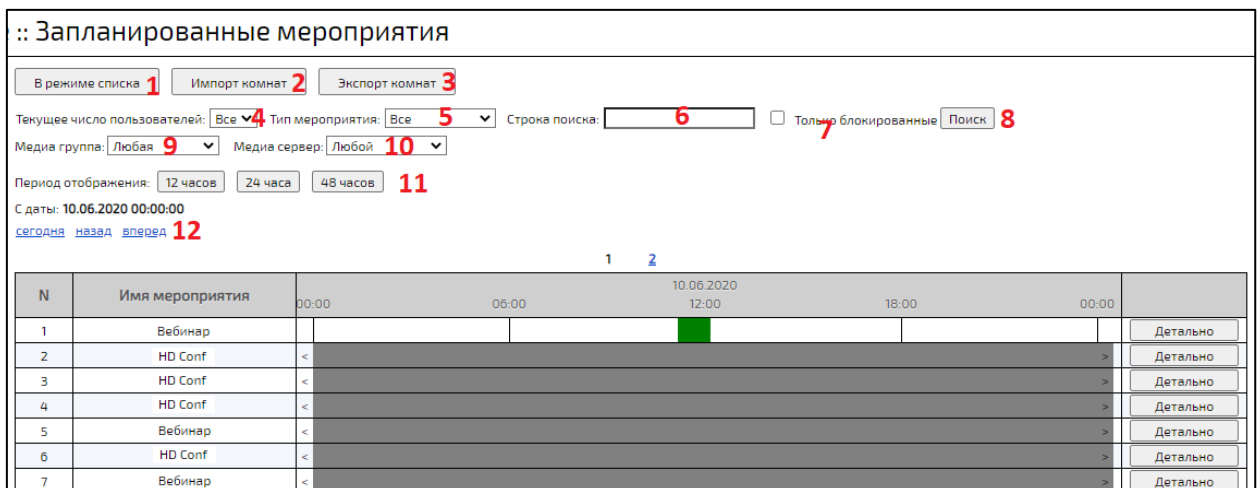 :: Запланированные мероприятия
В режиме списка 1 Импорт комнат 2 Экспорт комнат 3
Текущее число пользователей: Все 4 Тип мероприятия: Все 5 Строка поиска: 6 Только блокированные 7 Поиск 8
Медиа группа: Любая 9 Медиа сервер: Любой 10
Период отображения: 12 часов 24 часа 48 часов 11
С даты: 10.06.2020 00:00:00
сегодня назад вперед 12
1 2
N Имя мероприятия 10.06.2020
00:00 06:00 12:00 18:00 00:00
1 Вебинар Детально
2 HD Conf < > Детально
3 HD Conf < > Детально
4 HD Conf < > Детально
5 Вебинар < > Детально
6 HD Conf < > Детально
7 Вебинар < > Детально